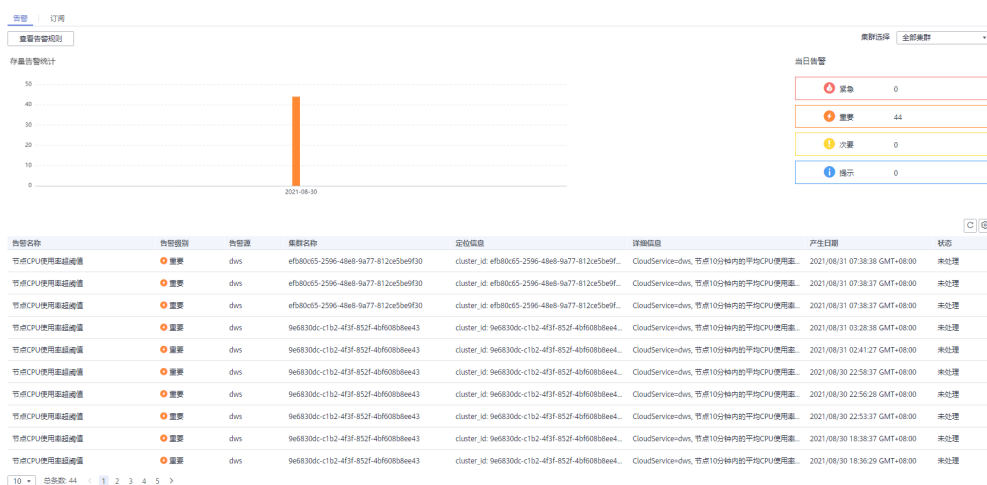 告警 订阅
查看告警规则
集群选择 全部集群
存量告警统计
当日告警
50
40
30
20
10
0
2021-08-30
紧急 0
重要 44
次要 0
提示 0
告警名称 告警级别 告警源 集群名称 定位信息 详细信息 产生日期 状态
节点CPU使用率超阈值 重要 dws efb80c65-2596-48e8-9a77-812ce5be9f30 cluster_id: efb80c65-2596-48e8-9a77-812ce5be9f... CloudService=dws, 节点10分钟内的平均CPU使用率... 2021/08/31 07:38:38 GMT+08:00 未处理
节点CPU使用率超阈值 重要 dws efb80c65-2596-48e8-9a77-812ce5be9f30 cluster_id: efb80c65-2596-48e8-9a77-812ce5be9f... CloudService=dws, 节点10分钟内的平均CPU使用率... 2021/08/31 07:38:37 GMT+08:00 未处理
节点CPU使用率超阈值 重要 dws efb80c65-2596-48e8-9a77-812ce5be9f30 cluster_id: efb80c65-2596-48e8-9a77-812ce5be9f... CloudService=dws, 节点10分钟内的平均CPU使用率... 2021/08/31 07:38:37 GMT+08:00 未处理
节点CPU使用率超阈值 重要 dws 9e6830dc-c1b2-4f3f-852f-4bf608b8ee43 cluster_id: 9e6830dc-c1b2-4f3f-852f-4bf608b8ee4... CloudService=dws, 节点10分钟内的平均CPU使用率... 2021/08/31 03:28:38 GMT+08:00 未处理
节点CPU使用率超阈值 重要 dws 9e6830dc-c1b2-4f3f-852f-4bf608b8ee43 cluster_id: 9e6830dc-c1b2-4f3f-852f-4bf608b8ee4... CloudService=dws, 节点10分钟内的平均CPU使用率... 2021/08/31 02:41:27 GMT+08:00 未处理
节点CPU使用率超阈值 重要 dws 9e6830dc-c1b2-4f3f-852f-4bf608b8ee43 cluster_id: 9e6830dc-c1b2-4f3f-852f-4bf608b8ee4... CloudService=dws, 节点10分钟内的平均CPU使用率... 2021/08/30 22:58:37 GMT+08:00 未处理
节点CPU使用率超阈值 重要 dws 9e6830dc-c1b2-4f3f-852f-4bf608b8ee43 cluster_id: 9e6830dc-c1b2-4f3f-852f-4bf608b8ee4... CloudService=dws, 节点10分钟内的平均CPU使用率... 2021/08/30 22:56:28 GMT+08:00 未处理
节点CPU使用率超阈值 重要 dws 9e6830dc-c1b2-4f3f-852f-4bf608b8ee43 cluster_id: 9e6830dc-c1b2-4f3f-852f-4bf608b8ee4... CloudService=dws, 节点10分钟内的平均CPU使用率... 2021/08/30 22:53:37 GMT+08:00 未处理
节点CPU使用率超阈值 重要 dws 9e6830dc-c1b2-4f3f-852f-4bf608b8ee43 cluster_id: 9e6830dc-c1b2-4f3f-852f-4bf608b8ee4... CloudService=dws, 节点10分钟内的平均CPU使用率... 2021/08/30 18:38:37 GMT+08:00 未处理
节点CPU使用率超阈值 重要 dws 9e6830dc-c1b2-4f3f-852f-4bf608b8ee43 cluster_id: 9e6830dc-c1b2-4f3f-852f-4bf608b8ee4... CloudService=dws, 节点10分钟内的平均CPU使用率... 2021/08/30 18:36:29 GMT+08:00 未处理
10 总条数: 44 < 1 2 3 4 5 >